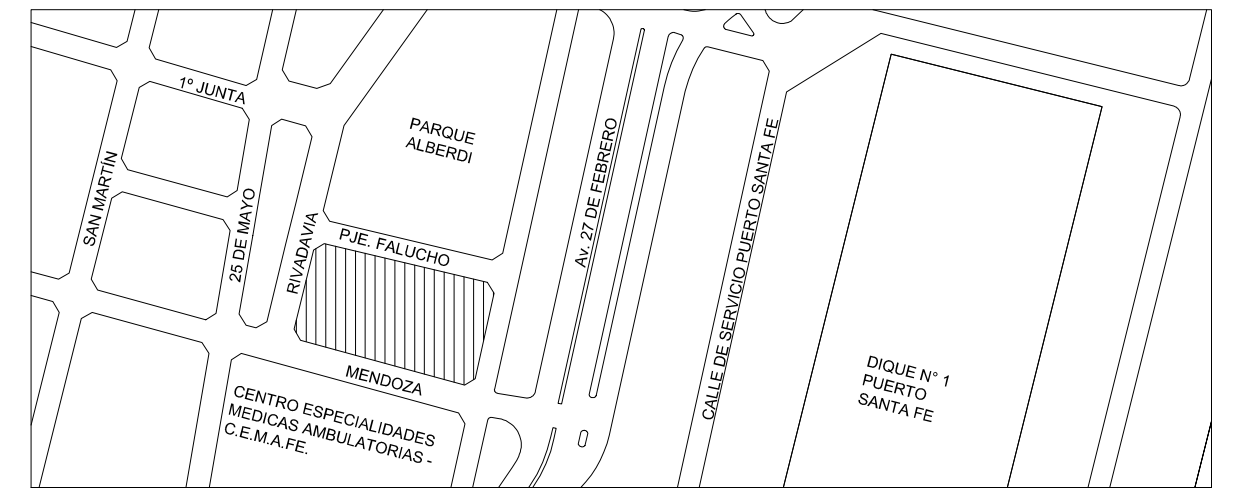 1º JUNTA
PARQUE
ALBERDI
SAN MARTÍN
25 DE MAYO
RIVADAVIA
PJE. FALUCHO
Av. 27 DE FEBRERO
CALLE DE SERVICIO PUERTO SANTA FE
MENDOZA
CENTRO ESPECIALIDADES
MEDICAS AMBULATORIAS -
C.E.M.A.FE.
DIQUE N° 1
PUERTO
SANTA FE